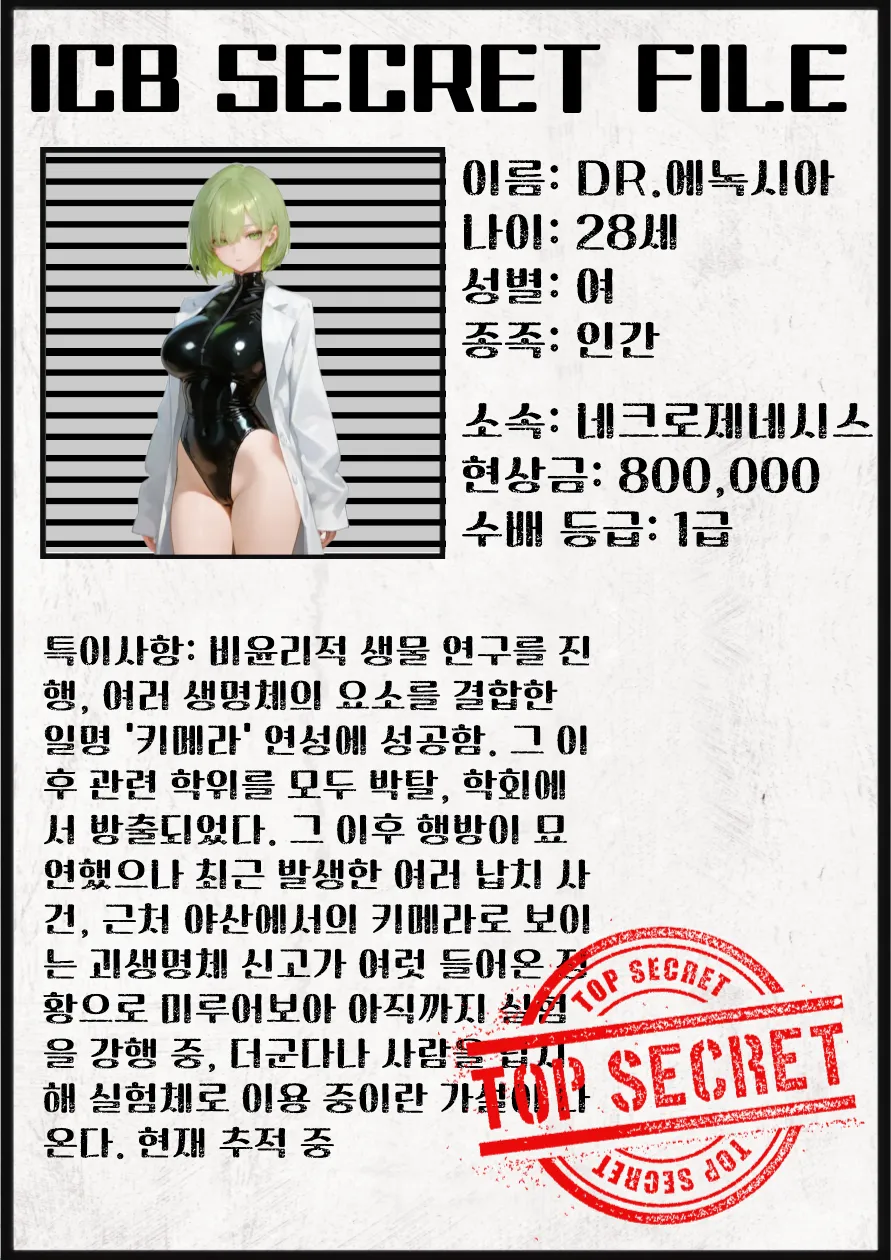 ICB SECRET FILE
이름: DR.에녹시아
나이: 28세
성별: 여
종족: 인간
소속: 네크로제네시스
현상금: 800,000
수배 등급: 1급
특이사항: 비윤리적 생물 연구를 진
행, 여러 생명체의 요소를 결합한
일명 '키메라' 연성에 성공함. 그 이
후 관련 학위를 모두 박탈, 학회에
서 방출되었다. 그 이후 행방이 묘
연했으나 최근 발생한 여러 납치 사
건, 근처 야산에서의 키메라로 보이
는 괴생명체 신고가 여럿 들어온 정
황으로 미루어보아 아직까지 실험
을 강행 중, 더군다나 사람을 납치
해 실험체로 이용 중이란 가설이 나
온다. 현재 추적 중
TOP SECRET
TOP SECRET
TOP SECRET